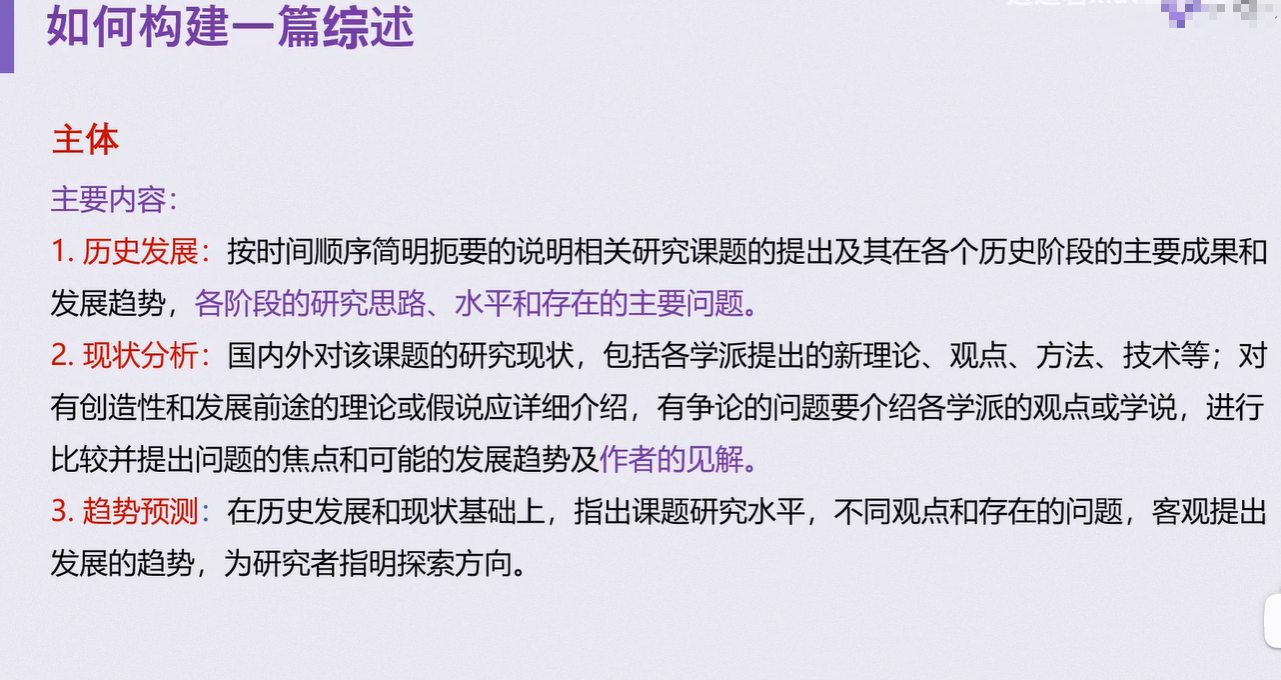 如何构建一篇综述
主体
主要内容：
1. 历史发展：按时间顺序简明扼要的说明相关研究课题的提出及其在各个历史阶段的主要成果和
发展趋势，各阶段的研究思路、水平和存在的主要问题。
2. 现状分析：国内外对该课题的研究现状，包括各学派提出的新理论、观点、方法、技术等；对
有创造性和发展前途的理论或假说应详细介绍，有争论的问题要介绍各学派的观点或学说，进行
比较并提出问题的焦点和可能的发展趋势及作者的见解。
3. 趋势预测：在历史发展和现状基础上，指出课题研究水平，不同观点和存在的问题，客观提出
发展的趋势，为研究者指明探索方向。